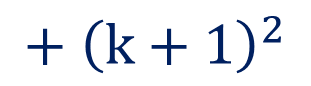 + (k + 1)²